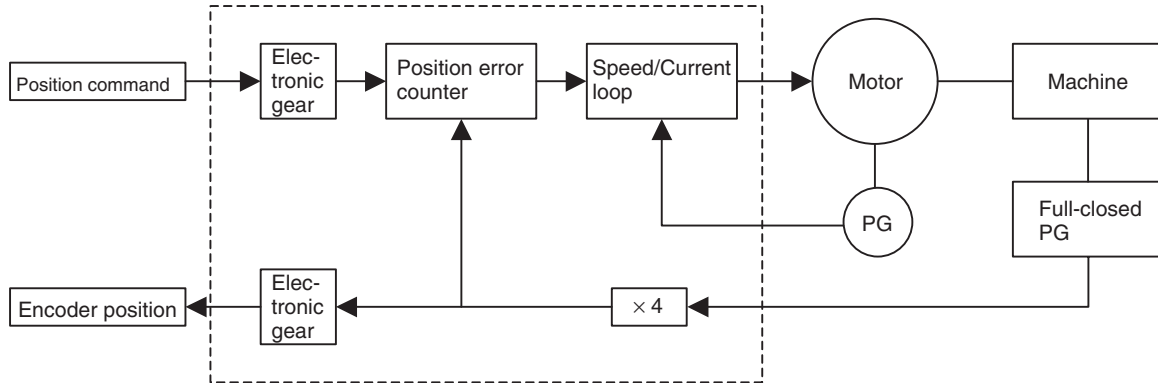 Position command
Elec-
tronic
gear
Position error
counter
Speed/Current
loop
Motor
Machine
PG
Full-closed
PG
Encoder position
Elec-
tronic
gear
× 4